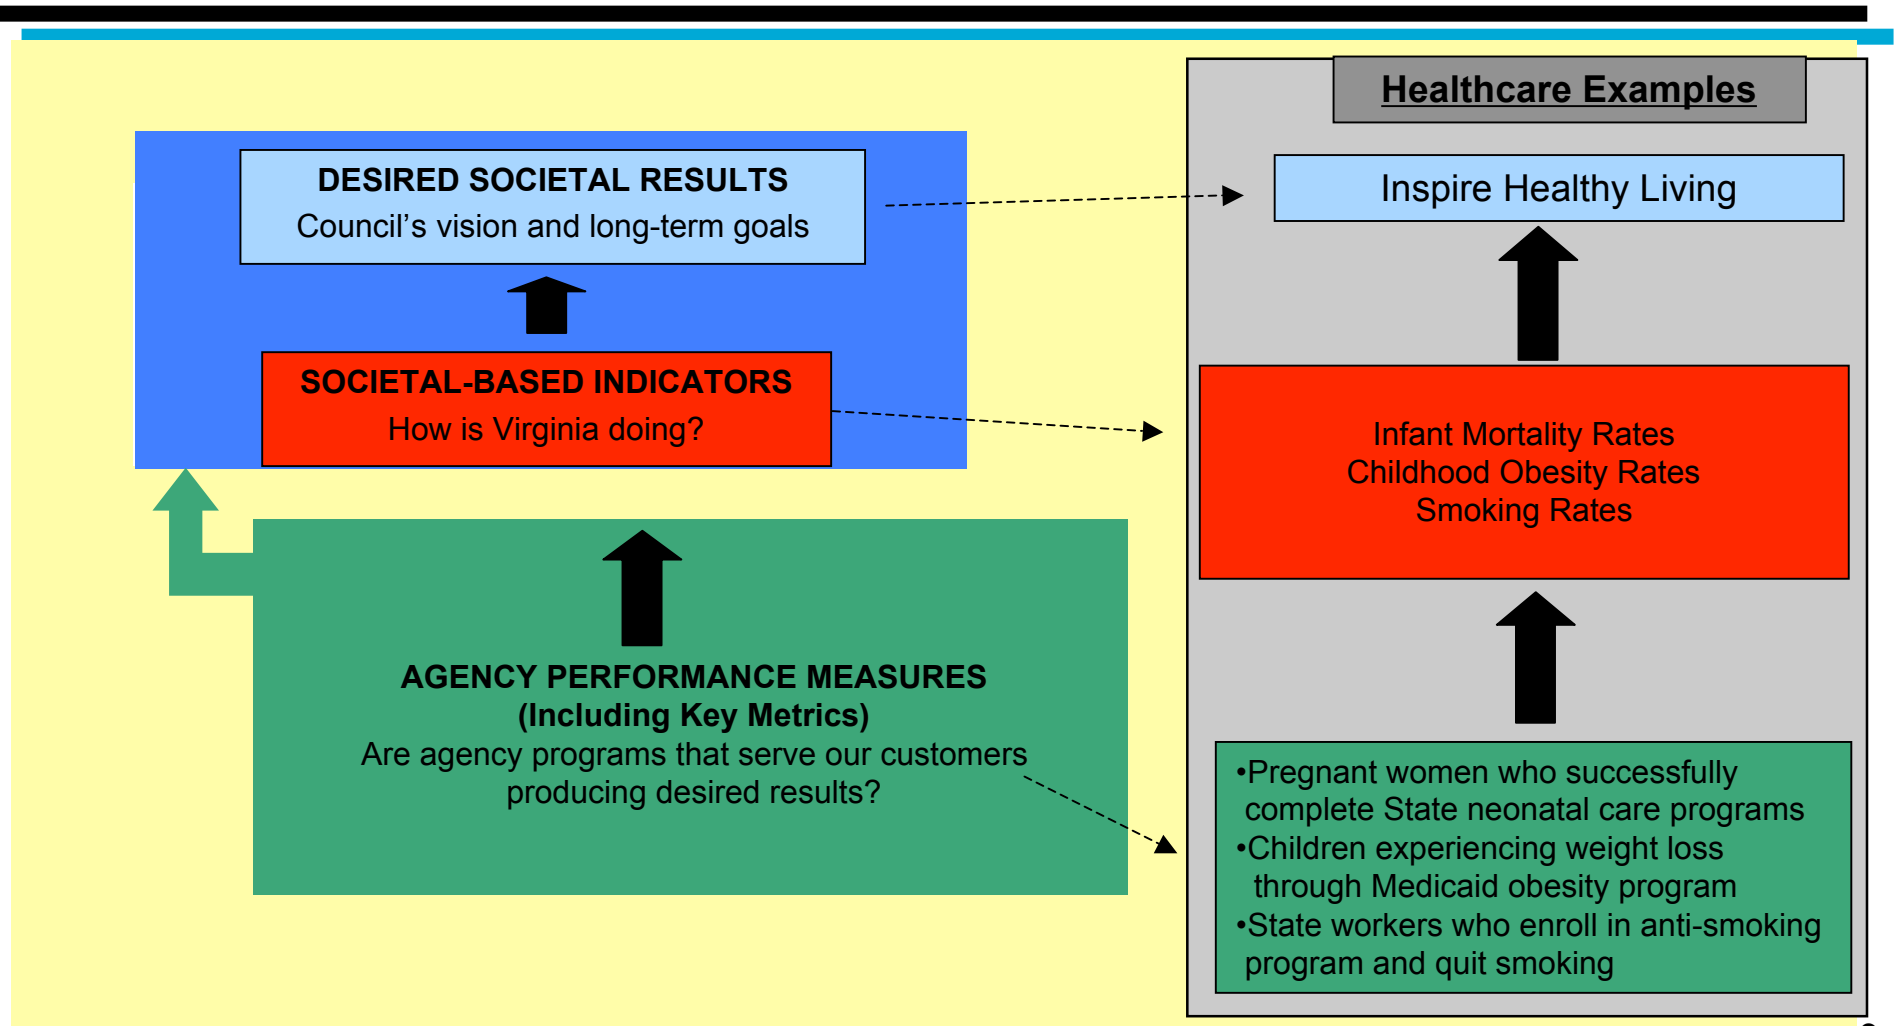 Healthcare Examples
DESIRED SOCIETAL RESULTS
Council’s vision and long-term goals
Inspire Healthy Living
SOCIETAL-BASED INDICATORS
How is Virginia doing?
Infant Mortality Rates
Childhood Obesity Rates
Smoking Rates
AGENCY PERFORMANCE MEASURES
(Including Key Metrics)
Are agency programs that serve our customers
producing desired results?
•Pregnant women who successfully
complete State neonatal care programs
•Children experiencing weight loss
through Medicaid obesity program
•State workers who enroll in anti-smoking
program and quit smoking